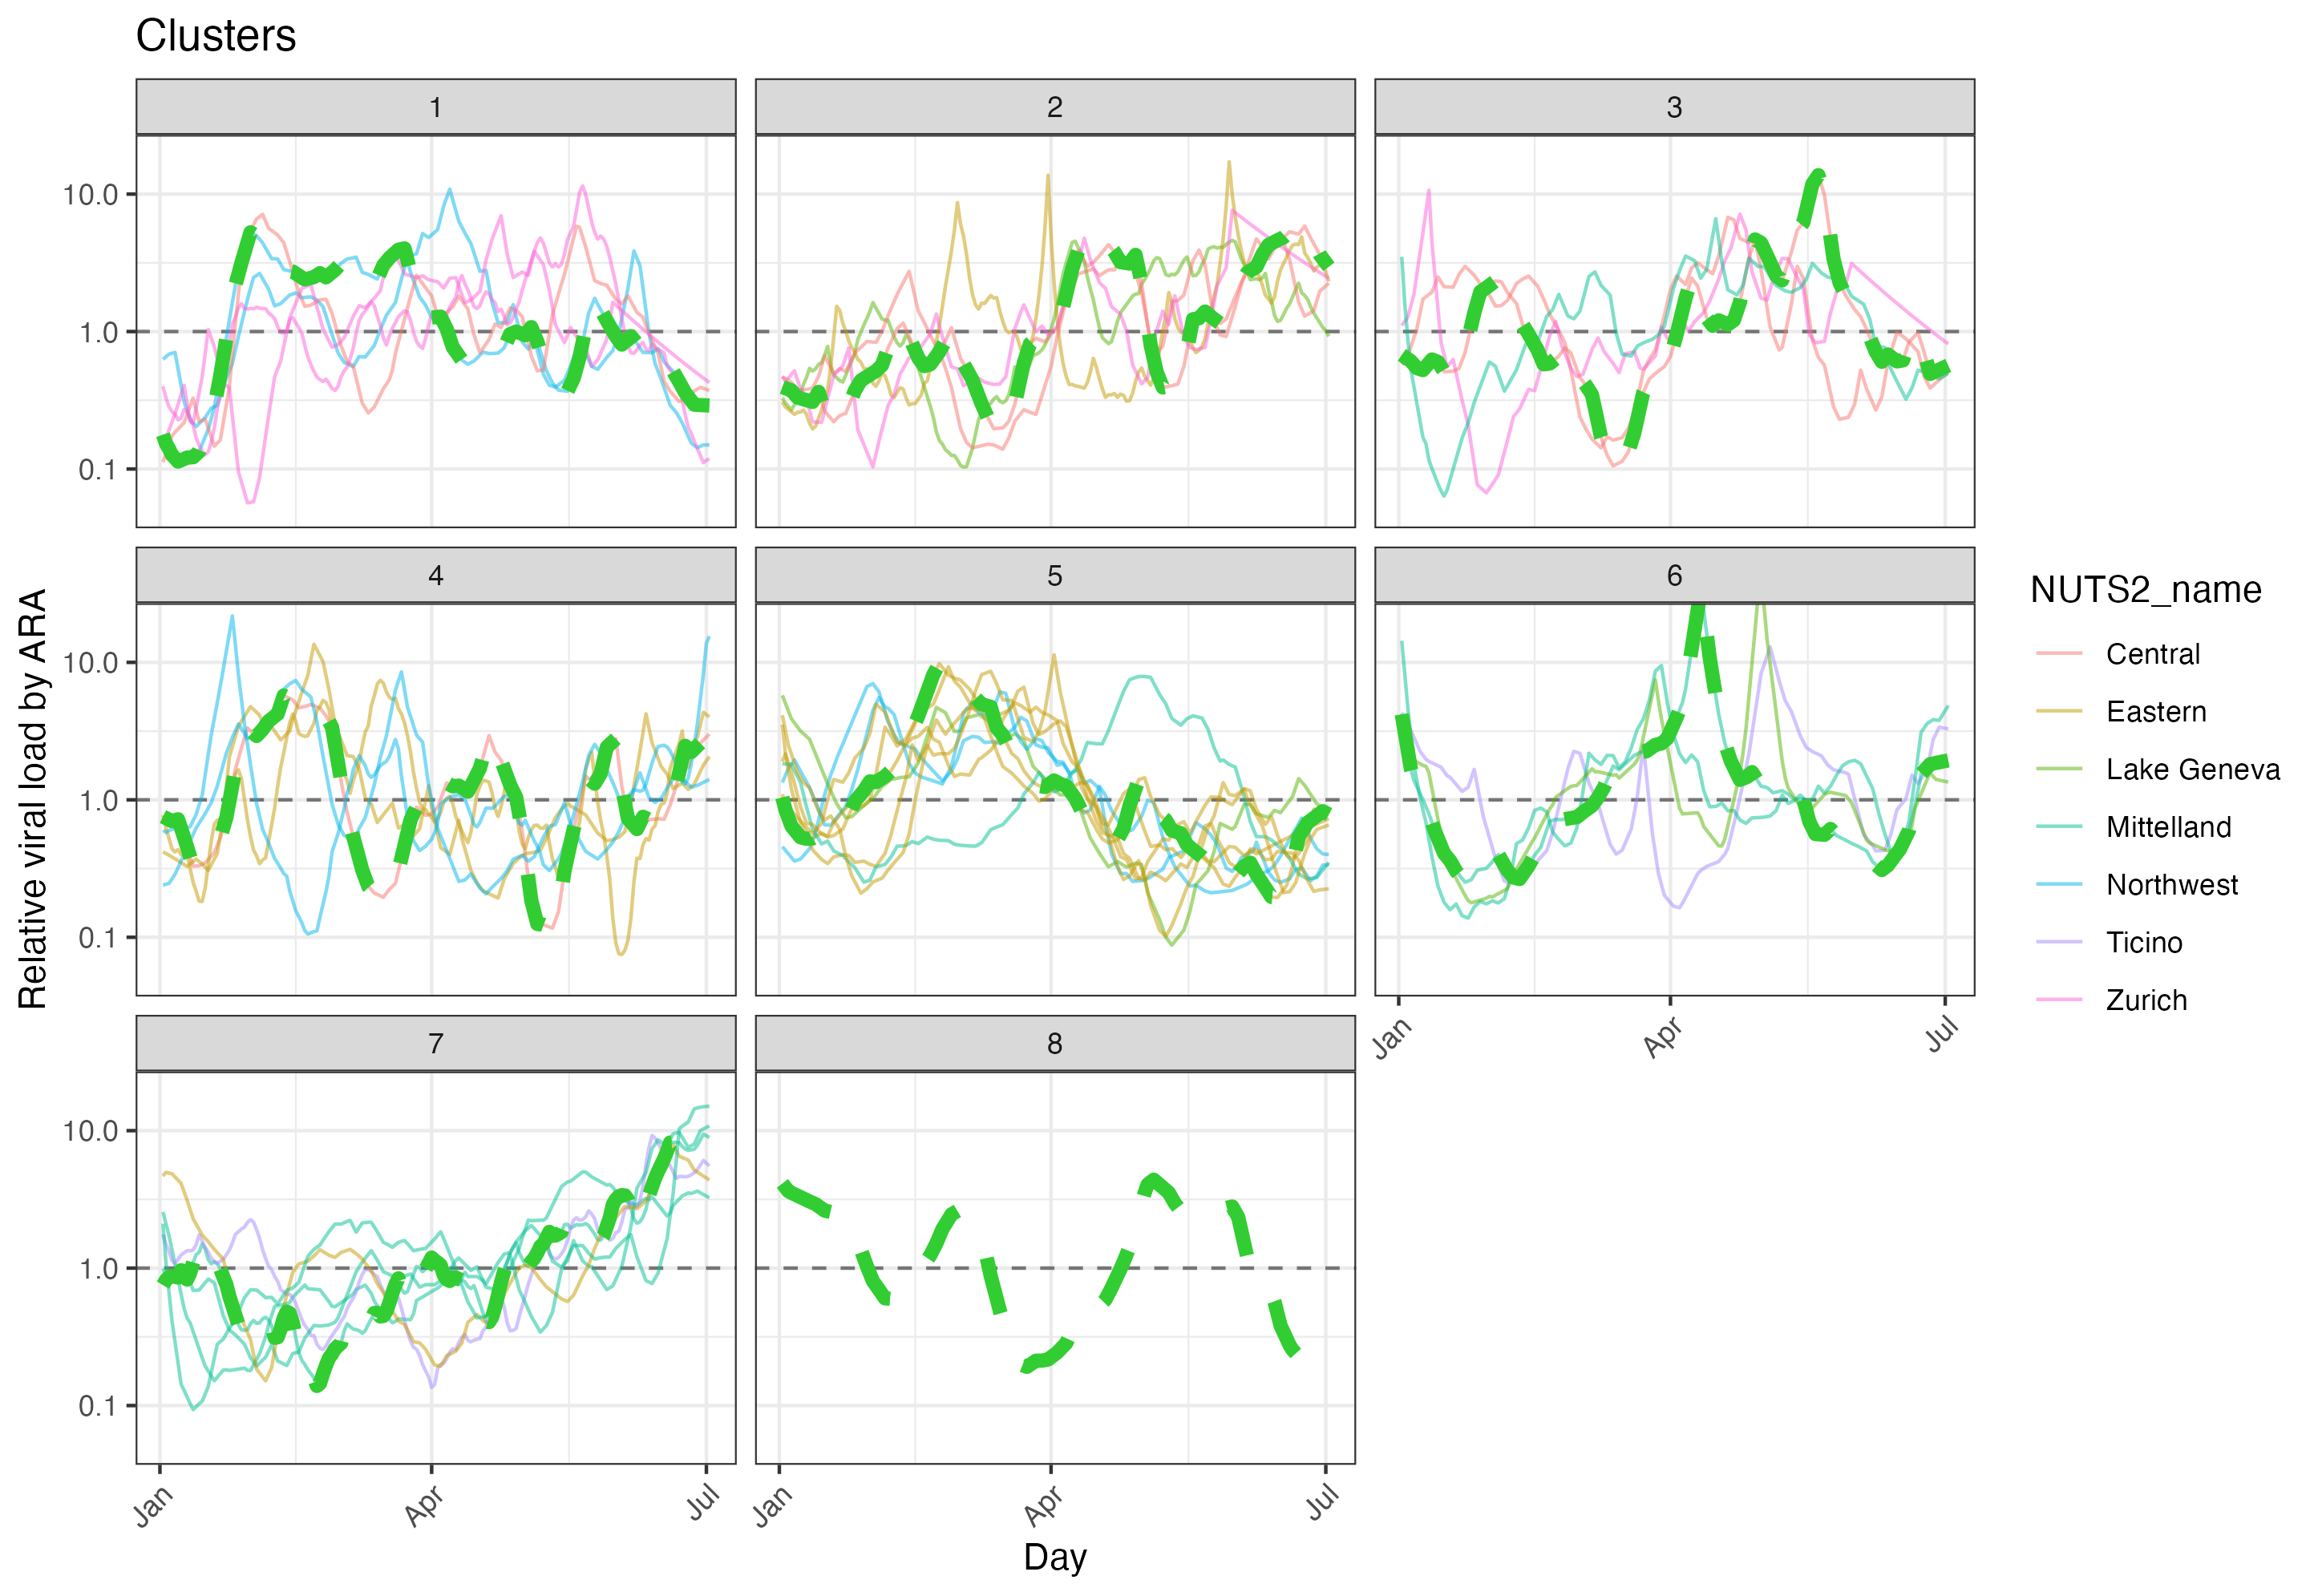 Clusters
1
2
3
10.0
1.0
0.1
4
5
6
10.0
1.0
0.1
Jan
Apr
Jul
7
8
10.0
1.0
0.1
Jan
Apr
Jul
Jan
Apr
Jul
Day
Relative viral load by ARA
NUTS2_name
Central
Eastern
Lake Geneva
Mittelland
Northwest
Ticino
Zurich